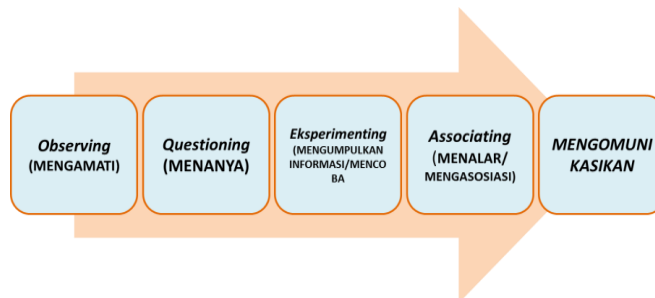 Observing
(MENGAMATI)
Questioning
(MENANYA)
Eksperimenting
(MENGUMPULKAN
INFORMASI/MENCO
BA
Associating
(MENALAR/
MENGASOSIASI)
MENGOMUNI
KASIKAN